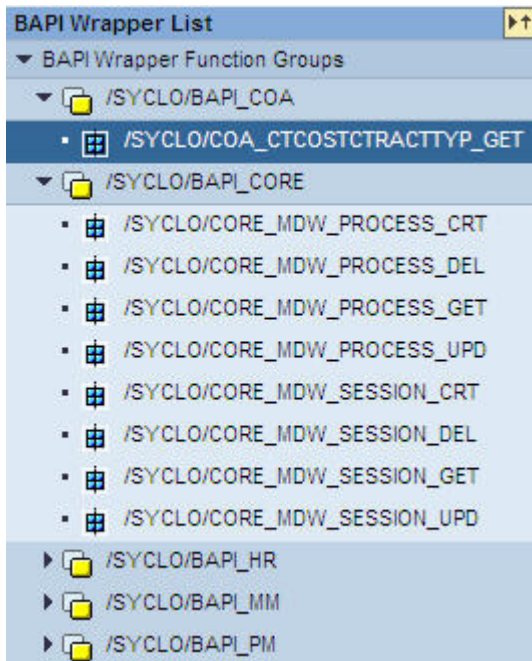 BAPI Wrapper List
BAPI Wrapper Function Groups
/SYCLO/BAPI_COA
/SYCLO/COA_CTCOSTCTRACTTYP_GET
/SYCLO/BAPI_CORE
/SYCLO/CORE_MDW_PROCESS_CRT
/SYCLO/CORE_MDW_PROCESS_DEL
/SYCLO/CORE_MDW_PROCESS_GET
/SYCLO/CORE_MDW_PROCESS_UPD
/SYCLO/CORE_MDW_SESSION_CRT
/SYCLO/CORE_MDW_SESSION_DEL
/SYCLO/CORE_MDW_SESSION_GET
/SYCLO/CORE_MDW_SESSION_UPD
/SYCLO/BAPI_HR
/SYCLO/BAPI_MM
/SYCLO/BAPI_PM